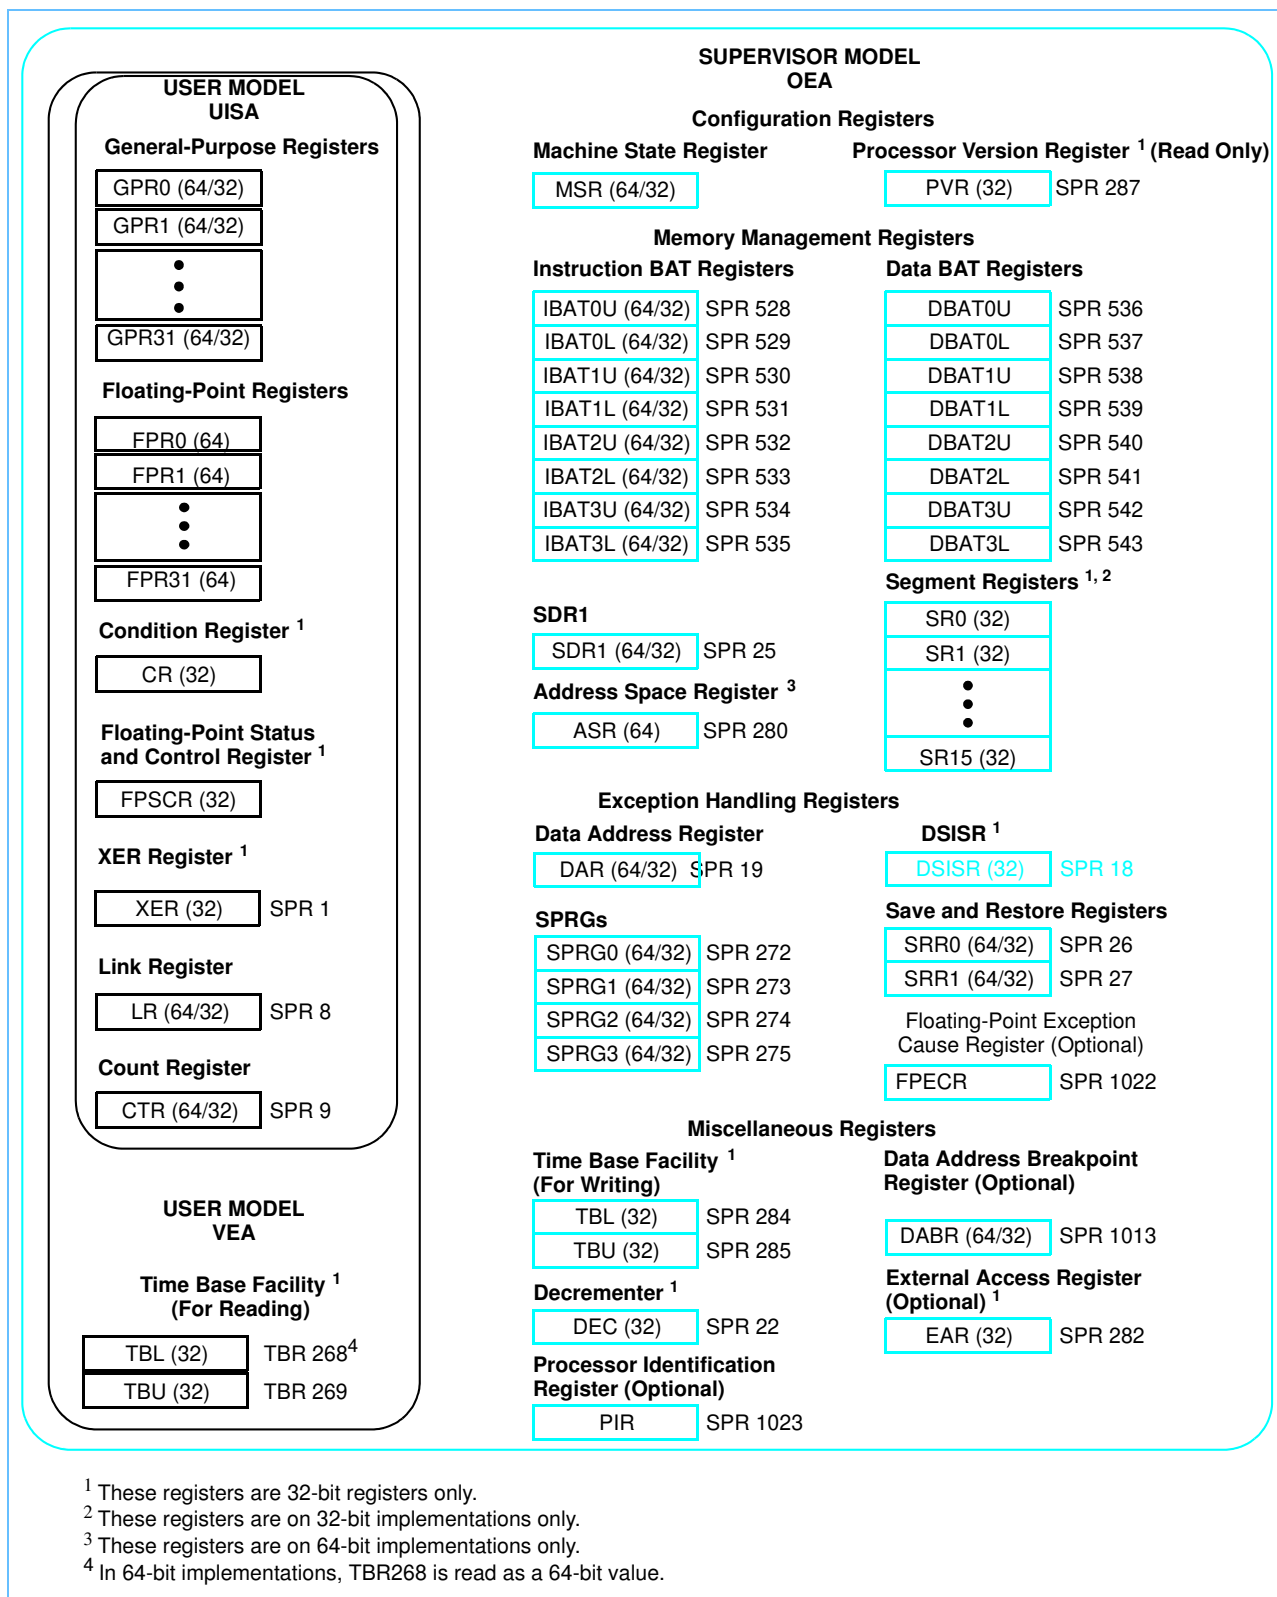 USER MODEL
UISA
General-Purpose Registers
GPR0 (64/32)
GPR1 (64/32)
GPR31 (64/32)
Floating-Point Registers
FPR0 (64)
FPR1 (64)
FPR31 (64)
Condition Register 1
CR (32)
Floating-Point Status
and Control Register 1
FPSCR (32)
XER Register 1
XER (32) SPR 1
Link Register
LR (64/32) SPR 8
Count Register
CTR (64/32) SPR 9
USER MODEL
VEA
Time Base Facility 1
(For Reading)
TBL (32) TBR 268 4
TBU (32) TBR 269
SUPERVISOR MODEL
OEA
Configuration Registers
Machine State Register
MSR (64/32)
Processor Version Register 1 (Read Only)
PVR (32) SPR 287
Memory Management Registers
Instruction BAT Registers
IBAT0U (64/32) SPR 528
IBAT0L (64/32) SPR 529
IBAT1U (64/32) SPR 530
IBAT1L (64/32) SPR 531
IBAT2U (64/32) SPR 532
IBAT2L (64/32) SPR 533
IBAT3U (64/32) SPR 534
IBAT3L (64/32) SPR 535
Data BAT Registers
DBAT0U SPR 536
DBAT0L SPR 537
DBAT1U SPR 538
DBAT1L SPR 539
DBAT2U SPR 540
DBAT2L SPR 541
DBAT3U SPR 542
DBAT3L SPR 543
SDR1
SDR1 (64/32) SPR 25
Address Space Register 3
ASR (64) SPR 280
Segment Registers 1, 2
SR0 (32)
SR1 (32)
SR15 (32)
Exception Handling Registers
Data Address Register
DAR (64/32) SPR 19
SPRGs
SPRG0 (64/32) SPR 272
SPRG1 (64/32) SPR 273
SPRG2 (64/32) SPR 274
SPRG3 (64/32) SPR 275
DSISR 1
DSISR (32) SPR 18
Save and Restore Registers
SRR0 (64/32) SPR 26
SRR1 (64/32) SPR 27
Floating-Point Exception
Cause Register (Optional)
FPECR SPR 1022
Miscellaneous Registers
Time Base Facility 1
(For Writing)
TBL (32) SPR 284
TBU (32) SPR 285
Decrementer 1
DEC (32) SPR 22
Processor Identification
Register (Optional)
PIR SPR 1023
Data Address Breakpoint
Register (Optional)
DABR (64/32) SPR 1013
External Access Register
(Optional) 1
EAR (32) SPR 282
1 These registers are 32-bit registers only.
2 These registers are on 32-bit implementations only.
3 These registers are on 64-bit implementations only.
4 In 64-bit implementations, TBR268 is read as a 64-bit value.